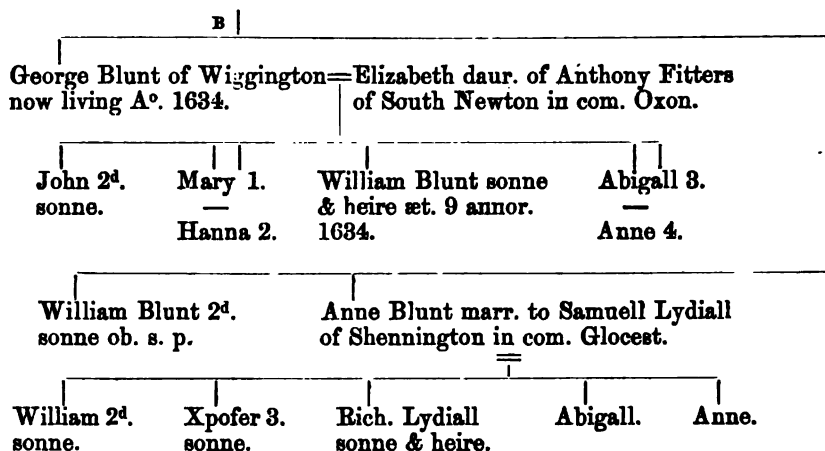 B
George Blunt of Wiggington=Elizabeth daur. of Anthony Fitters
now living Aº. 1634. of South Newton in com. Oxon.
John 2ᵈ. Mary 1. William Blunt sonne Abigall 3.
sonne. — & heire æt. 9 annor. —
Hanna 2. 1634. Anne 4.
William Blunt 2ᵈ. Anne Blunt marr. to Samuell Lydiall
sonne ob. s. p. of Shennington in com. Glocest.
William 2ᵈ. Xpofer 3. Rich. Lydiall Abigall. Anne.
sonne. sonne. sonne & heire.